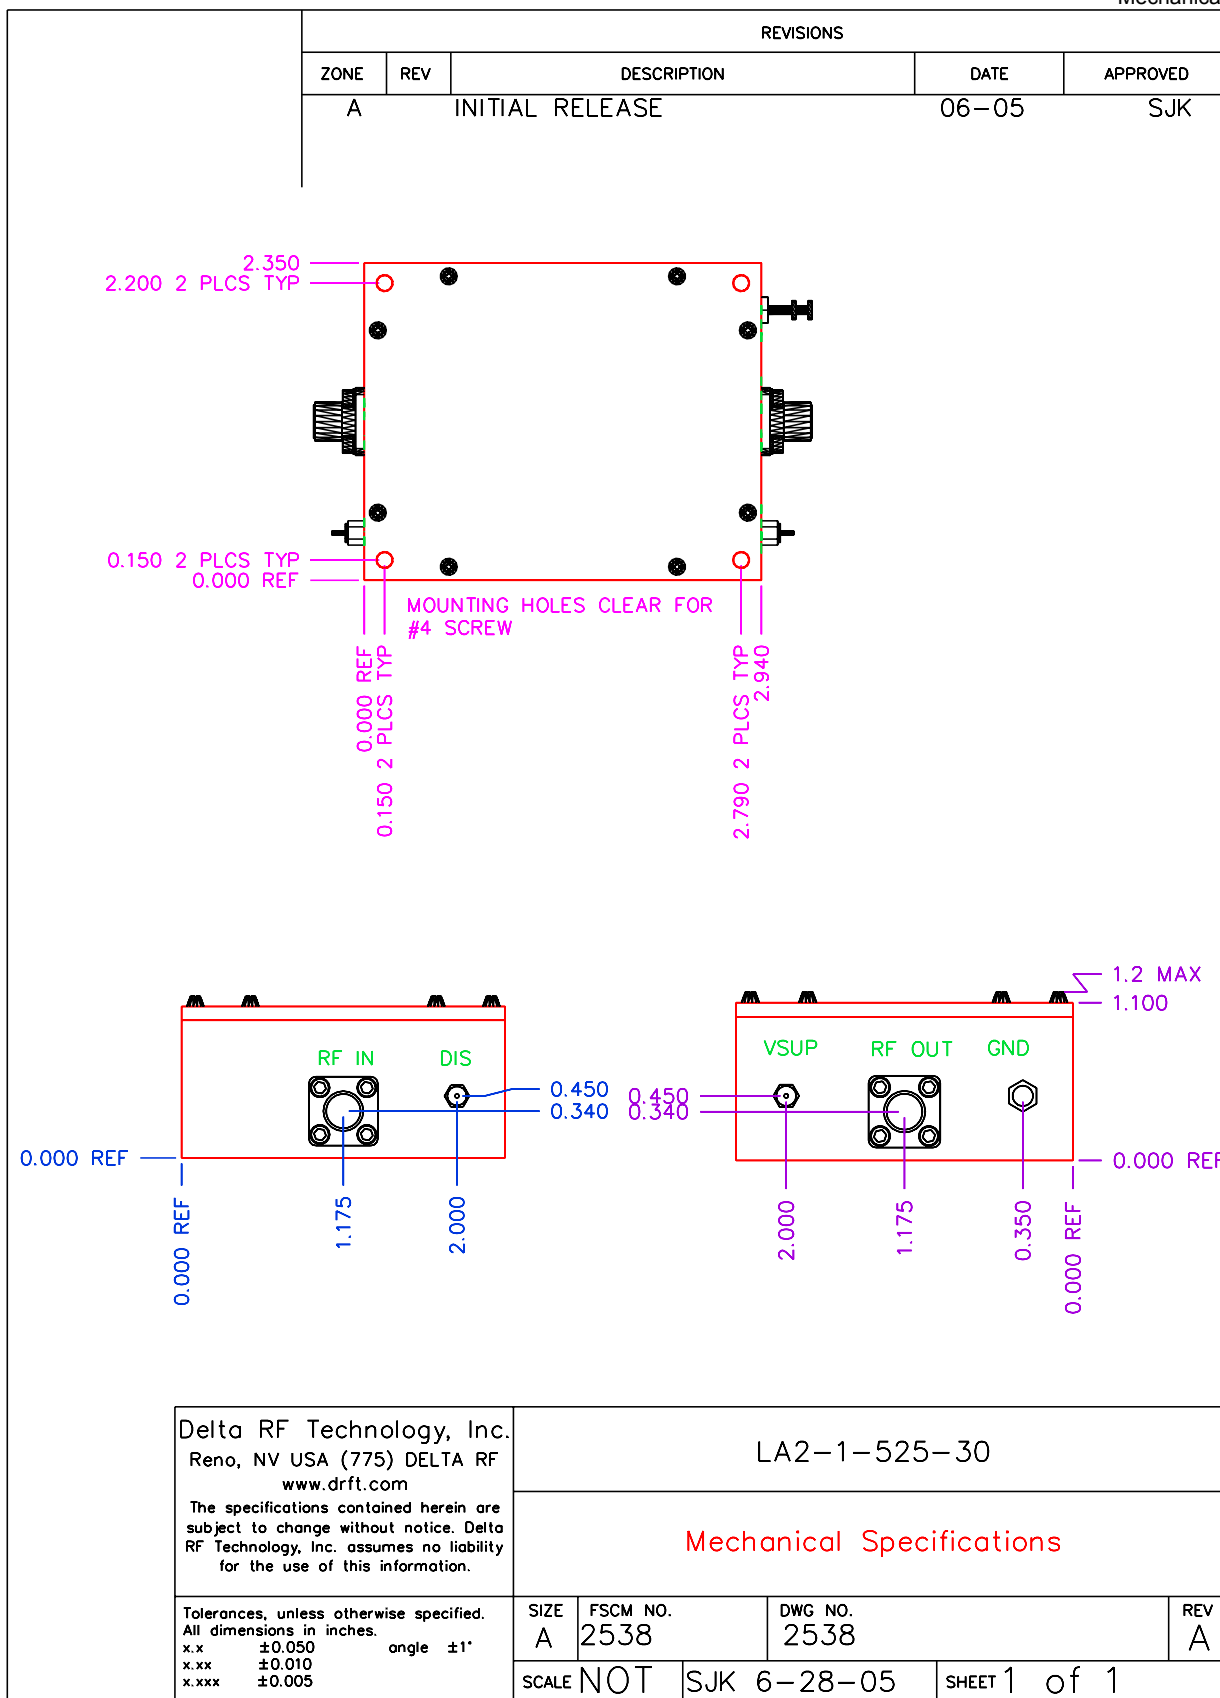 Mechanica
REVISIONS
ZONE REV DESCRIPTION DATE APPROVED
A INITIAL RELEASE 06-05 SJK
2.350
2.200 2 PLCS TYP
0.150 2 PLCS TYP
0.000 REF
MOUNTING HOLES CLEAR FOR
#4 SCREW
0.000 REF
0.150 2 PLCS TYP
2.790 2 PLCS TYP
2.940
RF IN DIS
0.450
0.340
0.000 REF
0.000 REF
1.175
2.000
1.2 MAX
1.100
VSUP RF OUT GND
0.450
0.340
0.000 REF
2.000
1.175
0.350
0.000 REF
Delta RF Technology, Inc.
Reno, NV USA (775) DELTA RF
www.drft.com
The specifications contained herein are
subject to change without notice. Delta
RF Technology, Inc. assumes no liability
for the use of this information.
LA2-1-525-30
Mechanical Specifications
Tolerances, unless otherwise specified.
All dimensions in inches.
x.x ±0.050 angle ±1°
x.xx ±0.010
x.xxx ±0.005
SIZE A
FSCM NO. 2538
DWG NO. 2538
REV A
SCALE NOT
SJK 6-28-05
SHEET 1 of 1